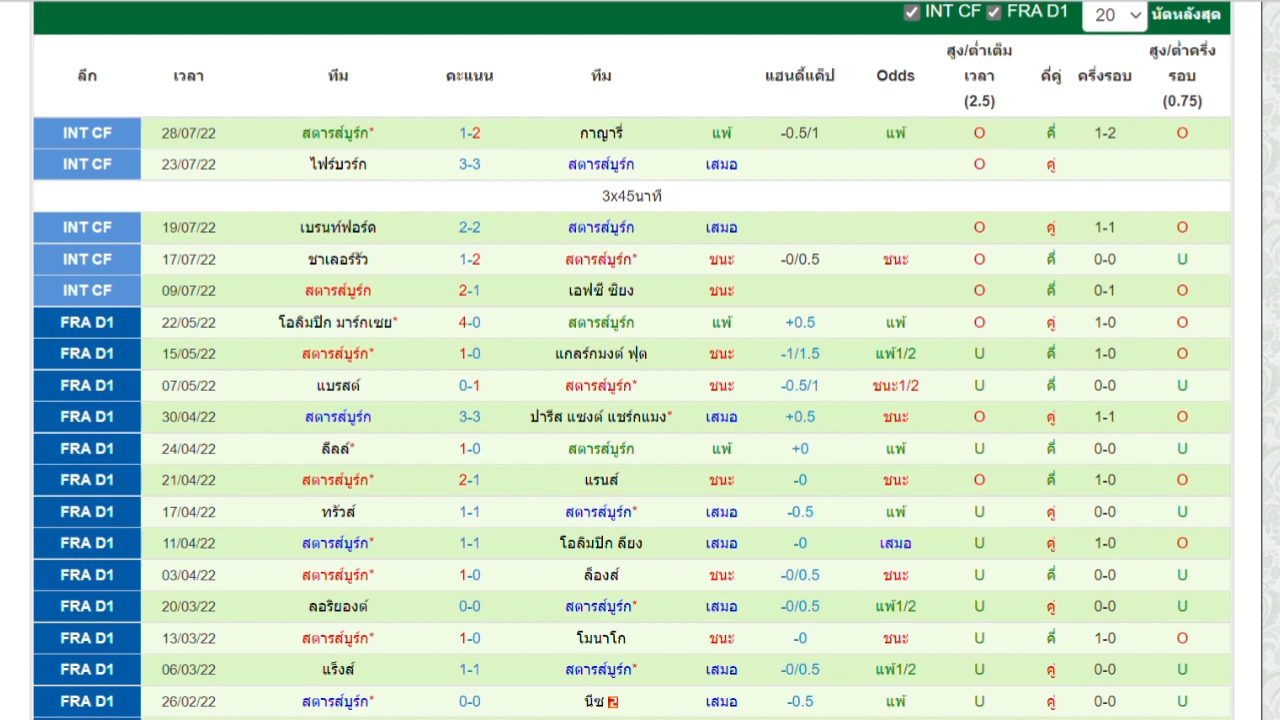 INT CF FRA D1 20 นัดหลังสุด
ลีก เวลา ทีม คะแนน ทีม แฮนดี้แค็ป Odds สูง/ต่ำเต็มเวลา (2.5) คี่คู่ ครึ่งรอบ สูง/ต่ำครึ่งรอบ (0.75)
INT CF 28/07/22 สตารส์บูร์ก* 1-2 กาญารี่ แพ้ -0.5/1 แพ้ O คี่ 1-2 O
INT CF 23/07/22 ไฟร์บวร์ก 3-3 สตารส์บูร์ก เสมอ O คู่
3x45นาที
INT CF 19/07/22 เบรนท์ฟอร์ด 2-2 สตารส์บูร์ก เสมอ O คู่ 1-1 O
INT CF 17/07/22 ชาเลอร์รัว 1-2 สตารส์บูร์ก* ชนะ -0/0.5 ชนะ O คี่ 0-0 U
INT CF 09/07/22 สตารส์บูร์ก 2-1 เอฟซี ซิยง ชนะ O คี่ 0-1 O
FRA D1 22/05/22 โอลิมปิก มาร์กเซย* 4-0 สตารส์บูร์ก แพ้ +0.5 แพ้ O คู่ 1-0 O
FRA D1 15/05/22 สตารส์บูร์ก* 1-0 แกลร์กมงต์ ฟุต ชนะ -1/1.5 แพ้1/2 U คี่ 1-0 O
FRA D1 07/05/22 แบรสต์ 0-1 สตารส์บูร์ก* ชนะ -0.5/1 ชนะ1/2 U คี่ 0-0 U
FRA D1 30/04/22 สตารส์บูร์ก 3-3 ปารีส แซงต์ แชร์กแมง* เสมอ +0.5 ชนะ O คู่ 1-1 O
FRA D1 24/04/22 ลีลล์* 1-0 สตารส์บูร์ก แพ้ +0 แพ้ U คี่ 0-0 U
FRA D1 21/04/22 สตารส์บูร์ก* 2-1 แรนส์ ชนะ -0 ชนะ O คี่ 1-0 O
FRA D1 17/04/22 ทรัวส์ 1-1 สตารส์บูร์ก* เสมอ -0.5 แพ้ U คู่ 0-0 U
FRA D1 11/04/22 สตารส์บูร์ก* 1-1 โอลิมปิก ลียง เสมอ -0 เสมอ U คู่ 1-0 O
FRA D1 03/04/22 สตารส์บูร์ก* 1-0 ล็องส์ ชนะ -0/0.5 ชนะ U คี่ 0-0 U
FRA D1 20/03/22 ลอริยองต์ 0-0 สตารส์บูร์ก* เสมอ -0/0.5 แพ้1/2 U คู่ 0-0 U
FRA D1 13/03/22 สตารส์บูร์ก* 1-0 โมนาโก ชนะ -0 ชนะ U คี่ 1-0 O
FRA D1 06/03/22 แร็งส์ 1-1 สตารส์บูร์ก* เสมอ -0/0.5 แพ้1/2 U คู่ 0-0 U
FRA D1 26/02/22 สตารส์บูร์ก* 0-0 นีซ 2 เสมอ -0.5 แพ้ U คู่ 0-0 U